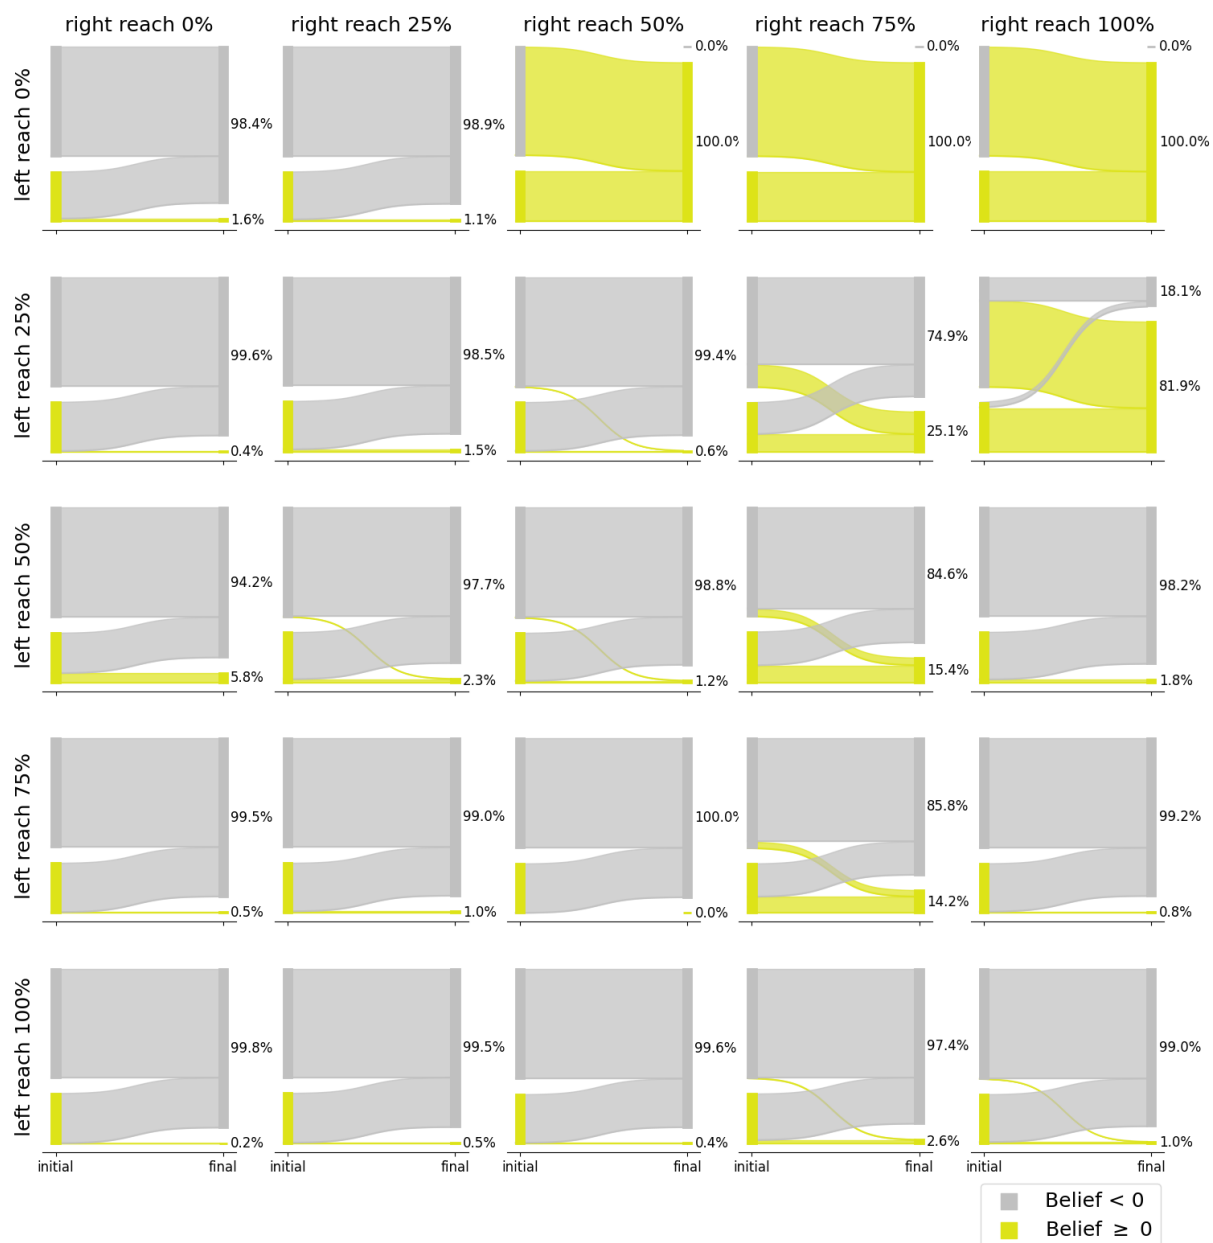 right reach 0% right reach 25% right reach 50% right reach 75% right reach 100%
left reach 0%
0.0% 0.0% 0.0%
98.4% 98.9% 100.0% 100.0% 100.0%
1.6% 1.1%
left reach 25%
99.6% 98.5% 99.4% 74.9% 18.1%
0.4% 1.5% 0.6% 25.1% 81.9%
left reach 50%
94.2% 97.7% 98.8% 84.6% 98.2%
5.8% 2.3% 1.2% 15.4% 1.8%
left reach 75%
99.5% 99.0% 100.0% 85.8% 99.2%
0.5% 1.0% 0.0% 14.2% 0.8%
left reach 100%
99.8% 99.5% 99.6% 97.4% 99.0%
0.2% 0.5% 0.4% 2.6% 1.0%
initial final initial final initial final initial final initial final
Belief < 0
Belief ≥ 0